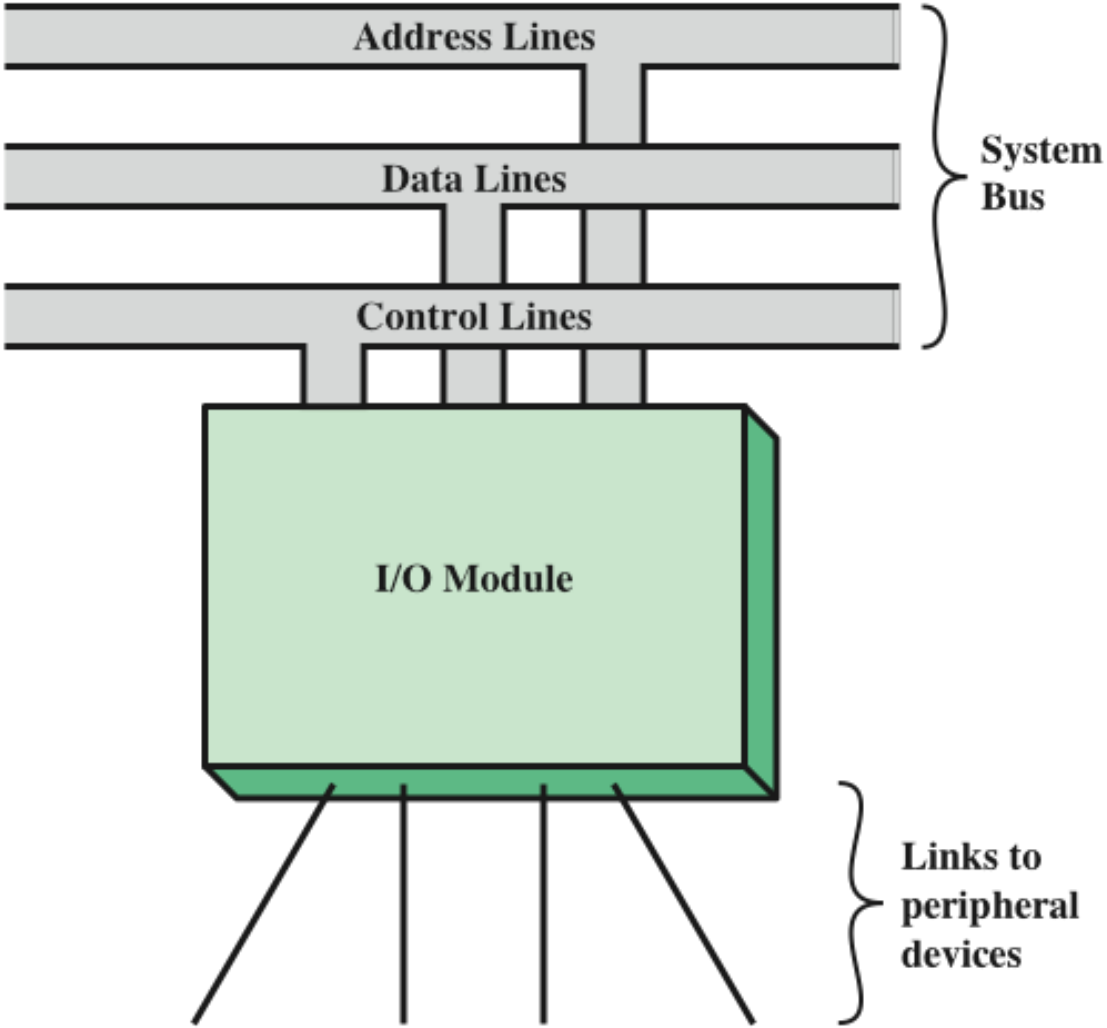 Address Lines
Data Lines
Control Lines
System
Bus
I/O Module
Links to
peripheral
devices